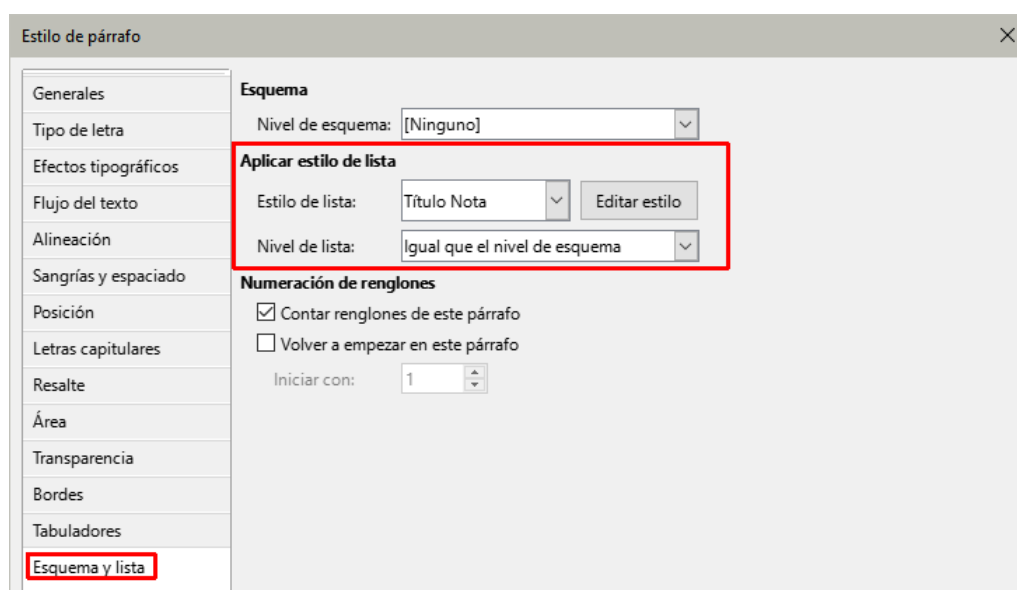 Estilo de párrafo
Generales
Tipo de letra
Efectos tipográficos
Flujo del texto
Alineación
Sangrías y espaciado
Posición
Letras capitulares
Resalte
Área
Transparencia
Bordes
Tabuladores
Esquema y lista
Esquema
Nivel de esquema: [Ninguno]
Aplicar estilo de lista
Estilo de lista: Título Nota Editar estilo
Nivel de lista: Igual que el nivel de esquema
Numeración de renglones
Contar renglones de este párrafo
Volver a empezar en este párrafo
Iniciar con: 1